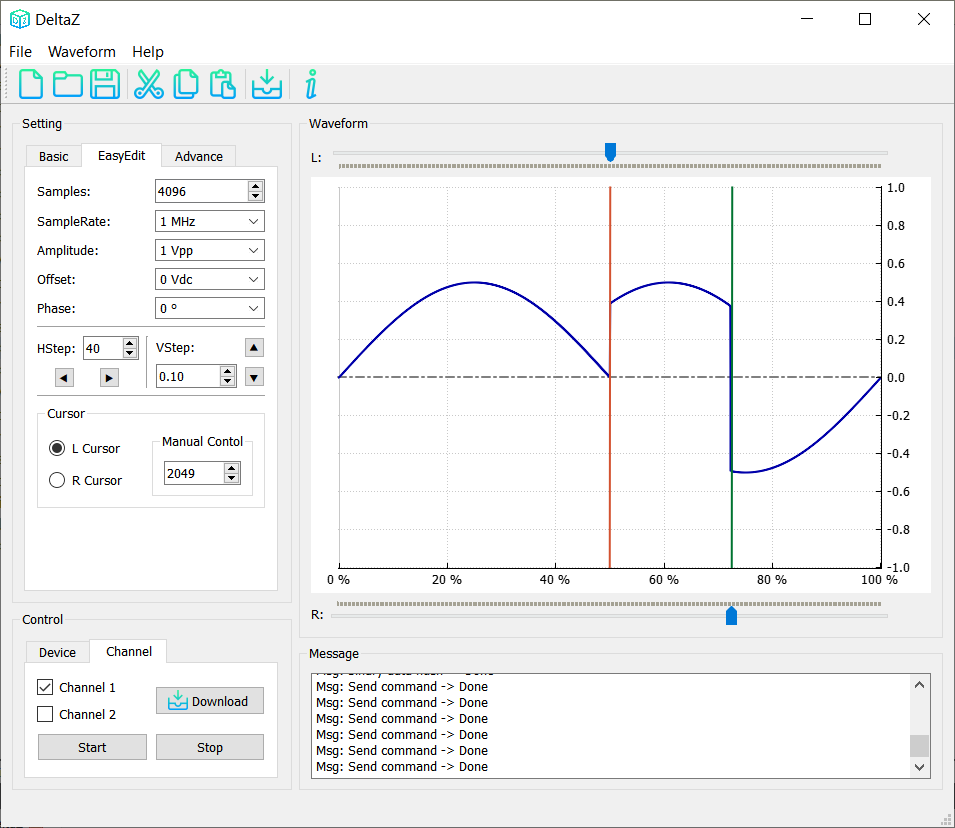 DeltaZ
File Waveform Help
Setting
Basic EasyEdit Advance
Samples: 4096
SampleRate: 1 MHz
Amplitude: 1 Vpp
Offset: 0 Vdc
Phase: 0 º
HStep: 40 VStep:
0.10
Cursor
L Cursor
R Cursor
Manual Contol
2049
Control
Device Channel
Channel 1
Channel 2
Download
Start Stop
Waveform
L:
1.0
0.8
0.6
0.4
0.2
0.0
-0.2
-0.4
-0.6
-0.8
-1.0
0 % 20 % 40 % 60 % 80 % 100 %
R:
Message
Msg: Send command -> Done
Msg: Send command -> Done
Msg: Send command -> Done
Msg: Send command -> Done
Msg: Send command -> Done
Msg: Send command -> Done